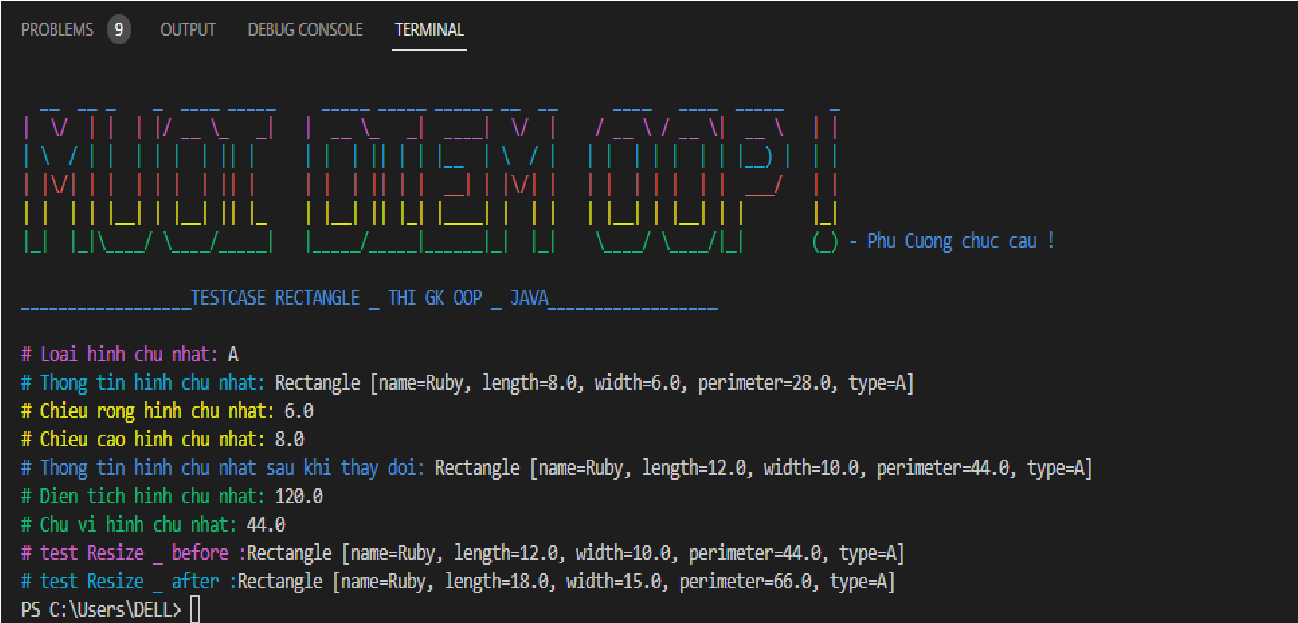 PROBLEMS 9 OUTPUT DEBUG CONSOLE TERMINAL
MUOI DIEM OOP !
- Phu Cuong chuc cau !
__________________TESTCASE RECTANGLE _ THI GK OOP _ JAVA__________________
# Loai hinh chu nhat: A
# Thong tin hinh chu nhat: Rectangle [name=Ruby, length=8.0, width=6.0, perimeter=28.0, type=A]
# Chieu rong hinh chu nhat: 6.0
# Chieu cao hinh chu nhat: 8.0
# Thong tin hinh chu nhat sau khi thay doi: Rectangle [name=Ruby, length=12.0, width=10.0, perimeter=44.0, type=A]
# Dien tich hinh chu nhat: 120.0
# Chu vi hinh chu nhat: 44.0
# test Resize _ before :Rectangle [name=Ruby, length=12.0, width=10.0, perimeter=44.0, type=A]
# test Resize _ after :Rectangle [name=Ruby, length=18.0, width=15.0, perimeter=66.0, type=A]
PS C:\Users\DELL>